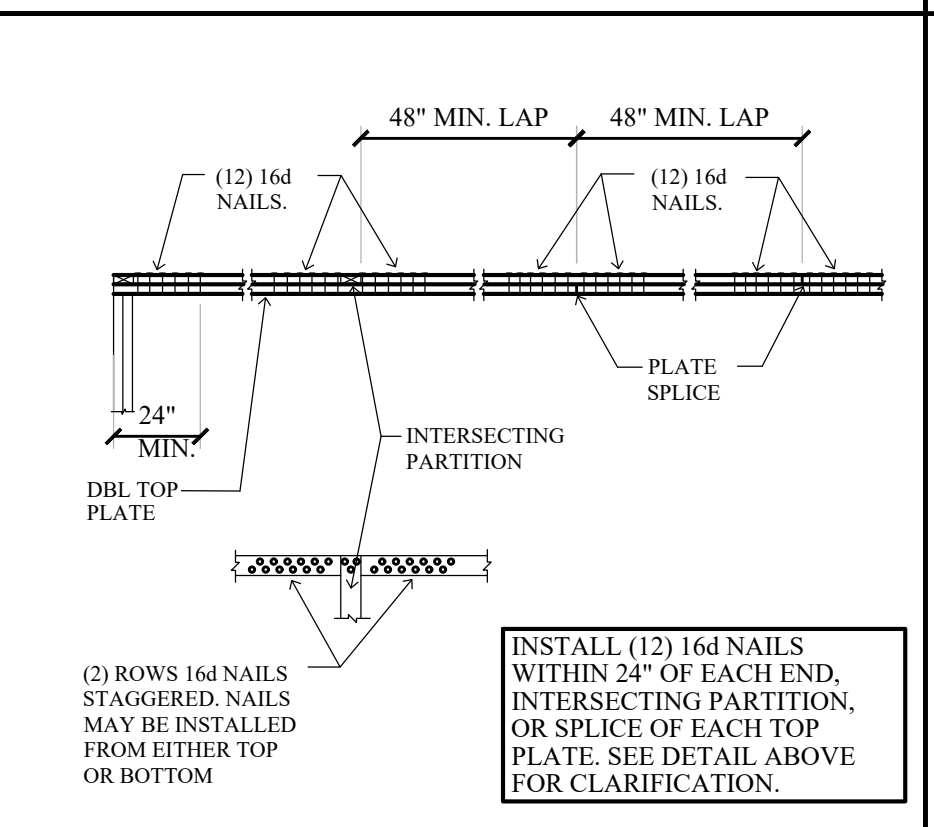 48" MIN. LAP
48" MIN. LAP
(12) 16d
NAILS.
(12) 16d
NAILS.
PLATE
SPLICE
24"
MIN.
INTERSECTING
PARTITION
DBL TOP
PLATE
(2) ROWS 16d NAILS
STAGGERED. NAILS
MAY BE INSTALLED
FROM EITHER TOP
OR BOTTOM
INSTALL (12) 16d NAILS
WITHIN 24" OF EACH END,
INTERSECTING PARTITION,
OR SPLICE OF EACH TOP
PLATE. SEE DETAIL ABOVE
FOR CLARIFICATION.